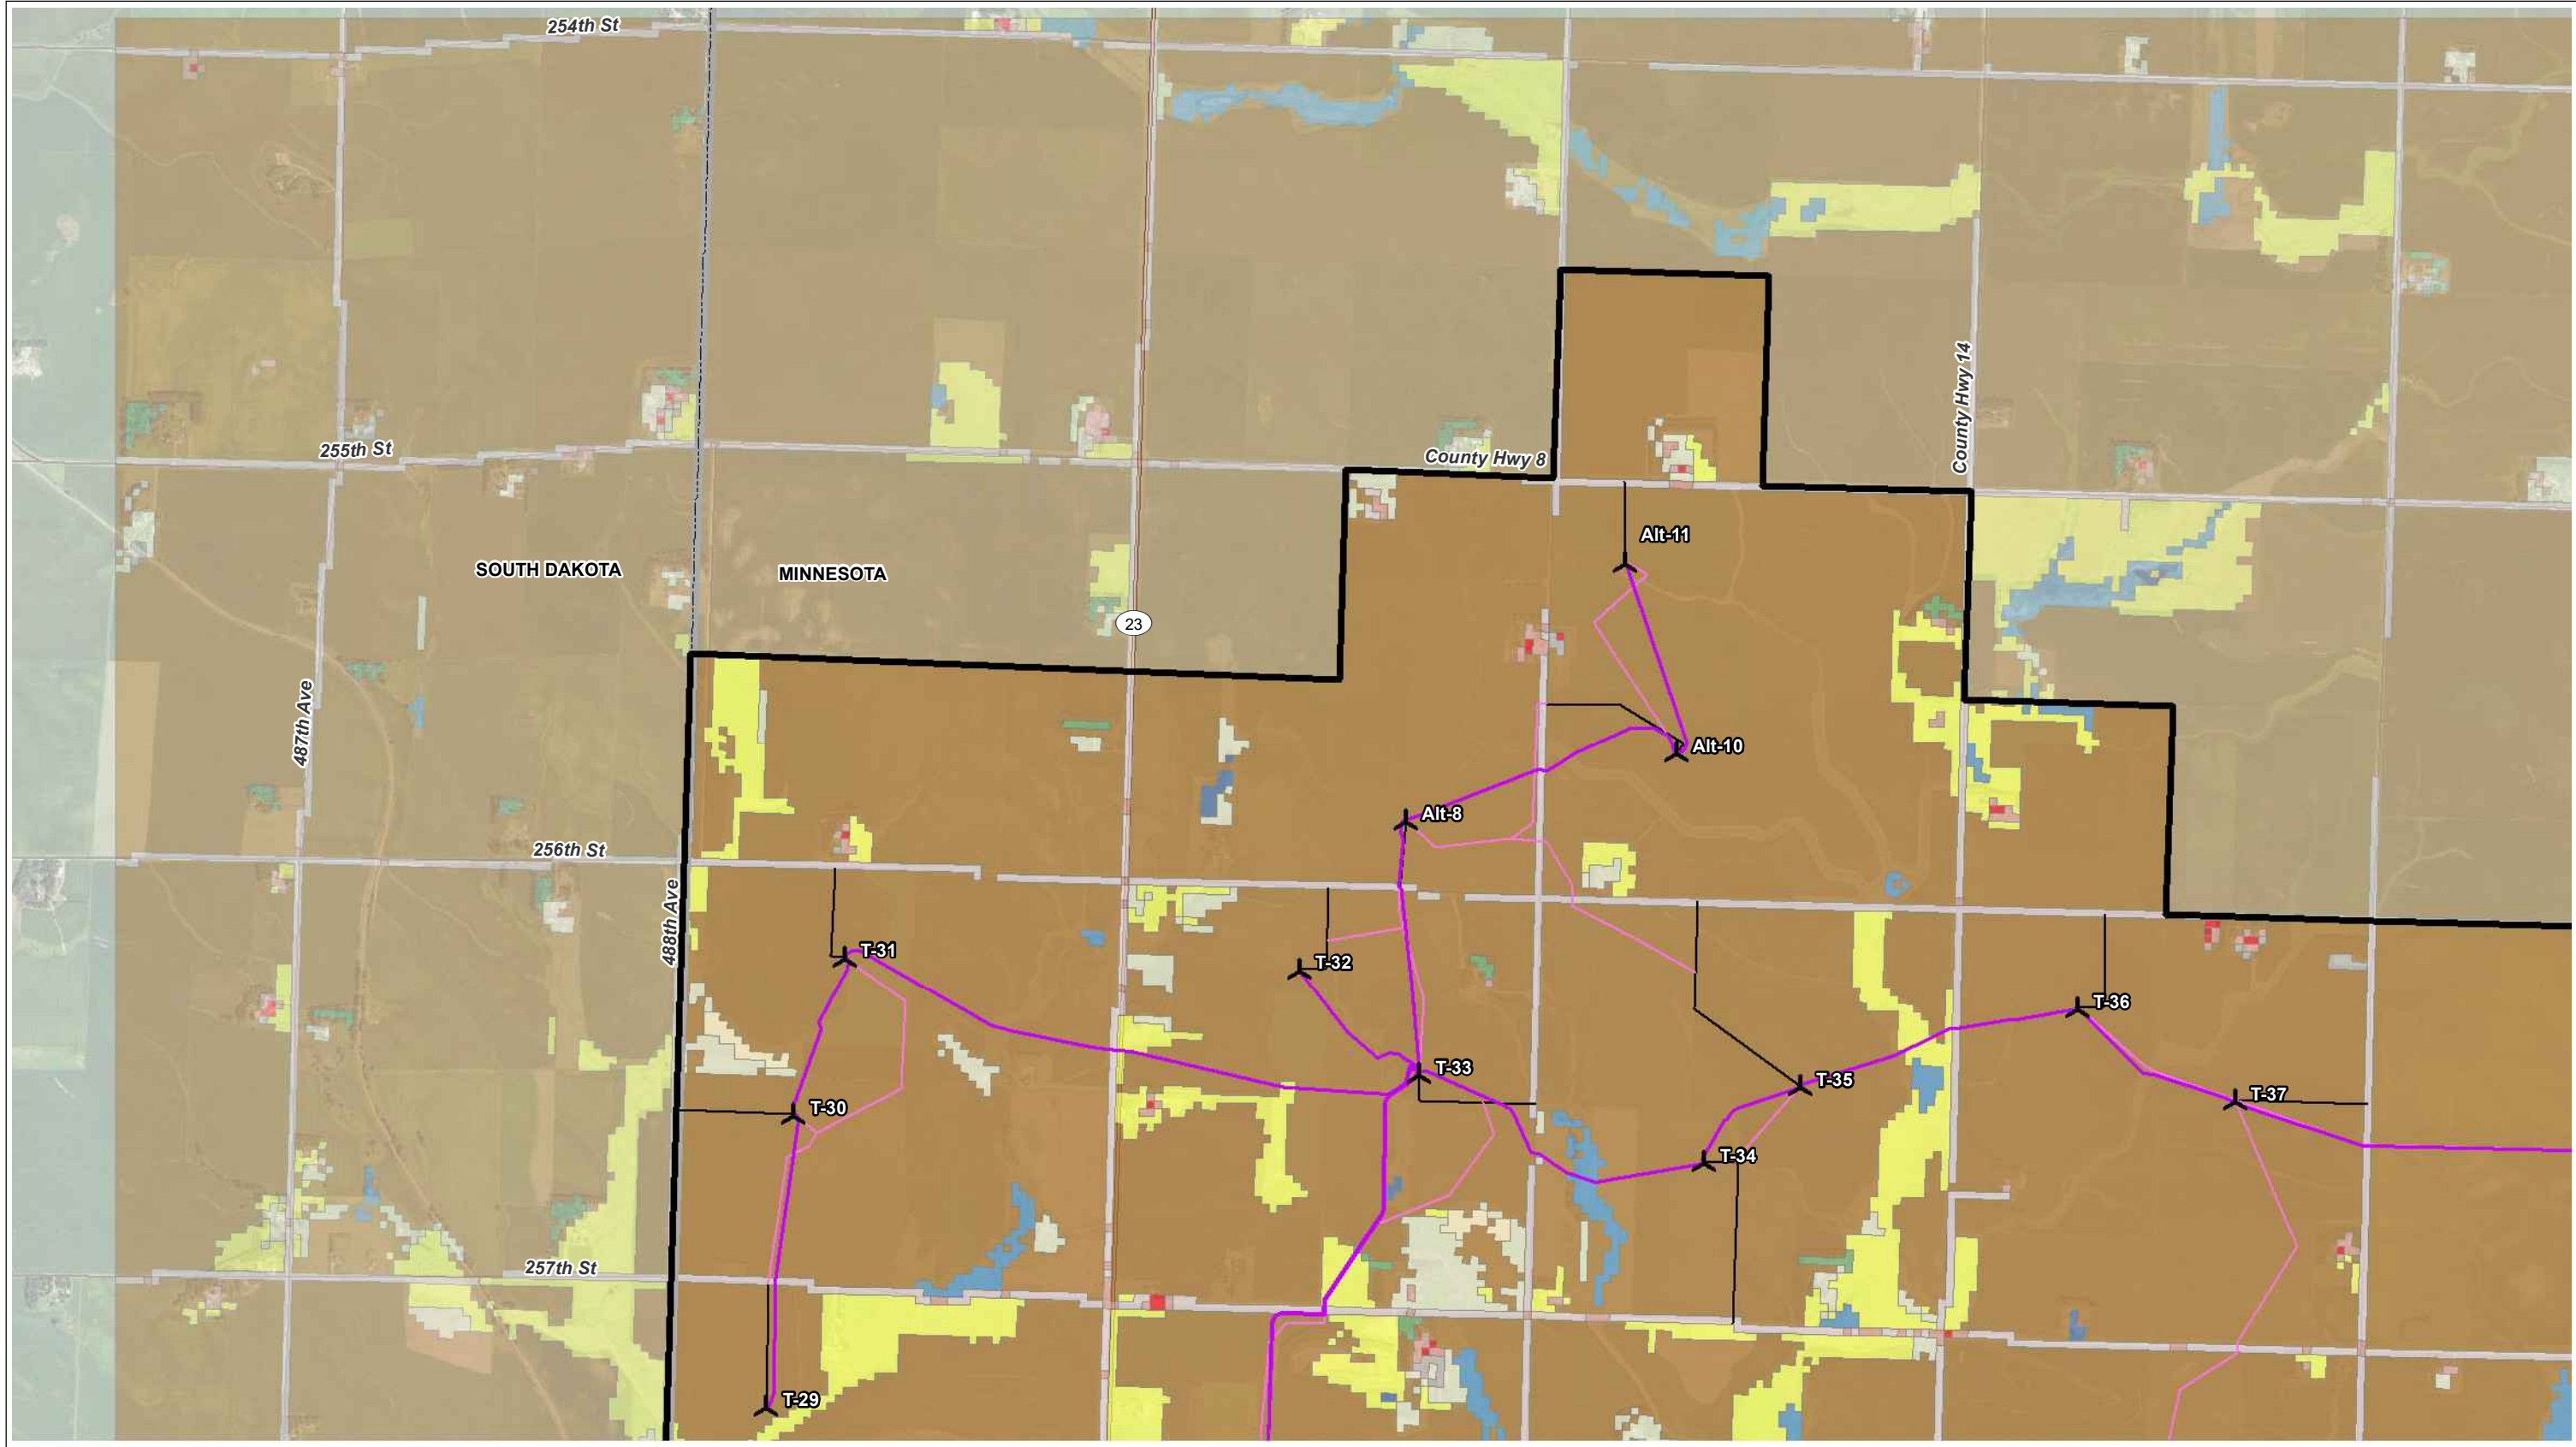 254th St
County Hwy 14
255th St
County Hwy 8
Alt-11
SOUTH DAKOTA
MINNESOTA
23
487th Ave
Alt-10
Alt-8
256th St
488th Ave
T-31
T-32
T-36
T-33
T-35
T-37
T-30
T-34
257th St
T-29